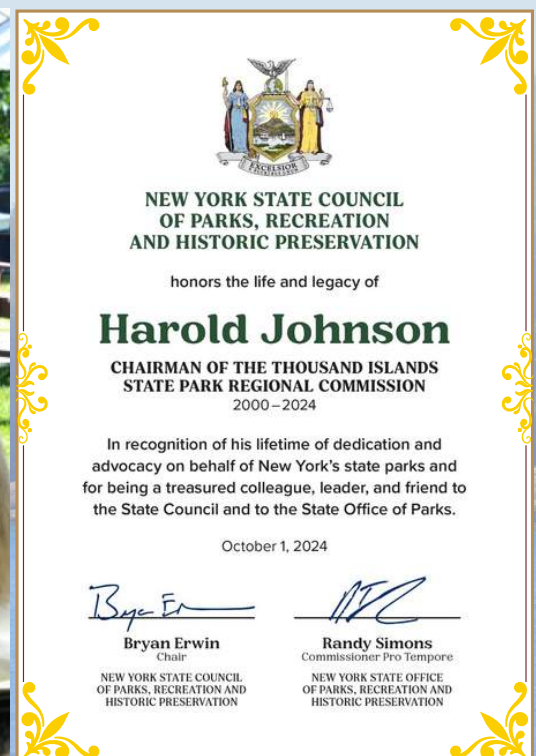 EXCELSIOR
NEW YORK STATE COUNCIL
OF PARKS, RECREATION
AND HISTORIC PRESERVATION
honors the life and legacy of
Harold Johnson
CHAIRMAN OF THE THOUSAND ISLANDS
STATE PARK REGIONAL COMMISSION
2000–2024
In recognition of his lifetime of dedication and
advocacy on behalf of New York's state parks and
for being a treasured colleague, leader, and friend to
the State Council and to the State Office of Parks.
October 1, 2024
Bryan Erwin
Chair
NEW YORK STATE COUNCIL
OF PARKS, RECREATION AND
HISTORIC PRESERVATION
Randy Simons
Commissioner Pro Tempore
NEW YORK STATE OFFICE
OF PARKS, RECREATION AND
HISTORIC PRESERVATION